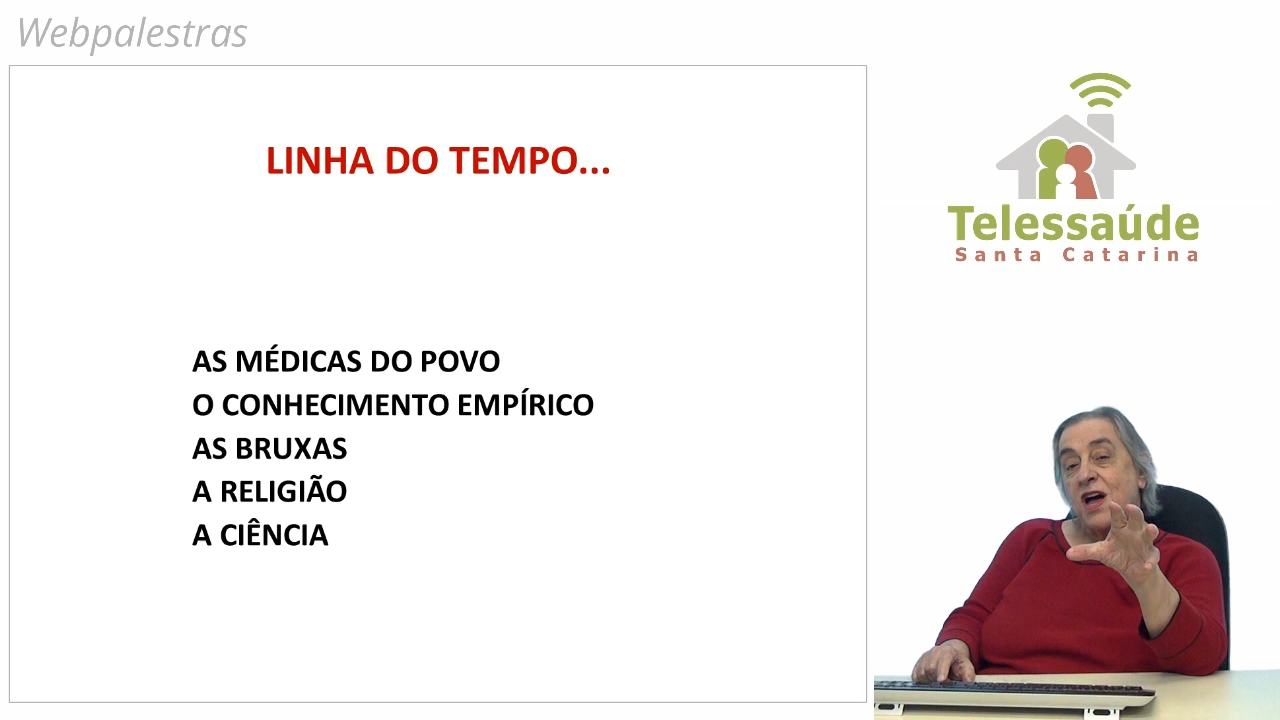 Webpalestras
LINHA DO TEMPO...
AS MÉDICAS DO POVO
O CONHECIMENTO EMPÍRICO
AS BRUXAS
A RELIGIÃO
A CIÊNCIA
Telessaúde
Santa Catarina